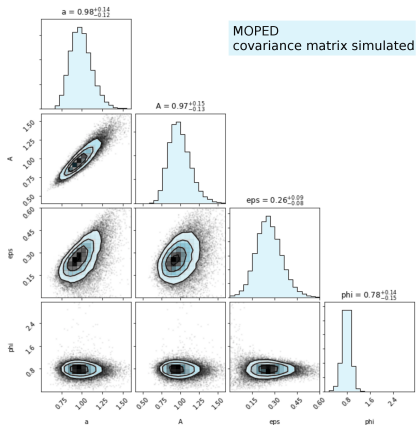 a = 0.98+0.14 −0.12
MOPED
covariance matrix simulated
A = 0.97+0.15 −0.13
1.50
1.25
1.00
0.75
0.50
A
eps = 0.26+0.09 −0.08
0.60
0.45
0.30
0.15
eps
phi = 0.78+0.14 −0.15
2.4
1.6
0.8
phi
0.75 1.00 1.25 1.50 0.50 0.75 1.00 1.25 1.50 0.15 0.30 0.45 0.60 0.8 1.6 2.4
a A eps phi